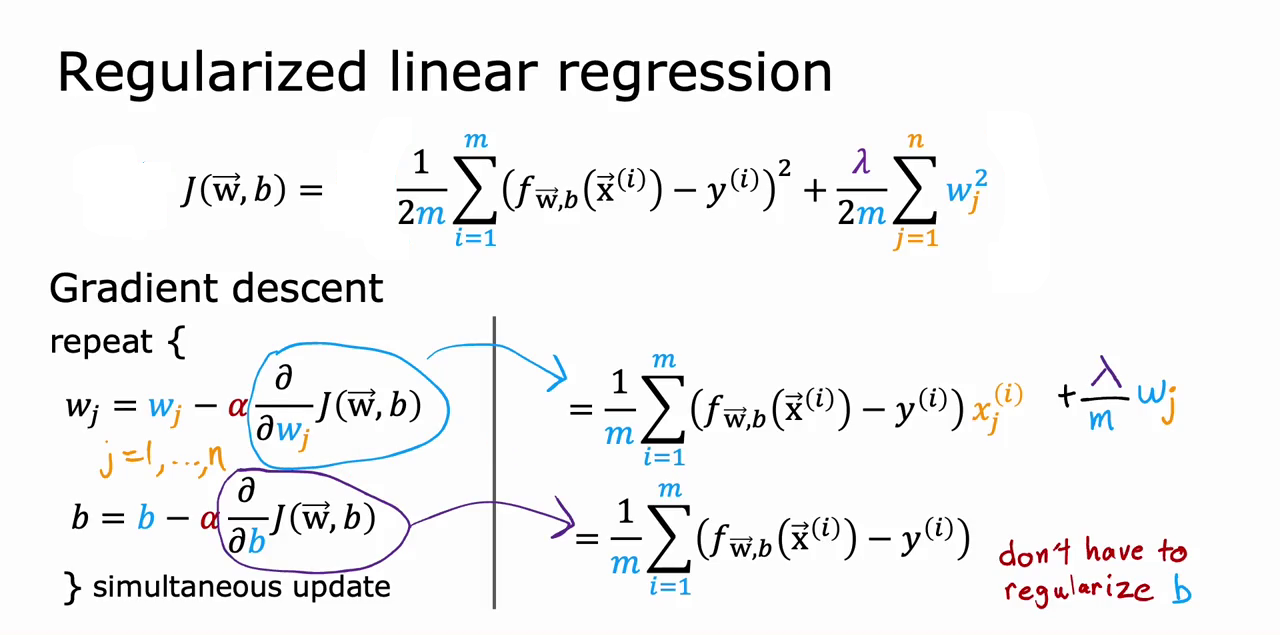 Regularized linear regression
J(w⃗, b) = 1/2m ∑_{i=1}^{m} (f_{w⃗,b}(x⃗^{(i)}) − y^{(i)})² + λ/2m ∑_{j=1}^{n} w_j²
Gradient descent
repeat {
w_j = w_j − α ∂/∂w_j J(w⃗, b)
= 1/m ∑_{i=1}^{m} (f_{w⃗,b}(x⃗^{(i)}) − y^{(i)}) x_j^{(i)} + λ/m w_j
j = 1, ..., n
b = b − α ∂/∂b J(w⃗, b)
= 1/m ∑_{i=1}^{m} (f_{w⃗,b}(x⃗^{(i)}) − y^{(i)})
don't have to
regularize b
} simultaneous update